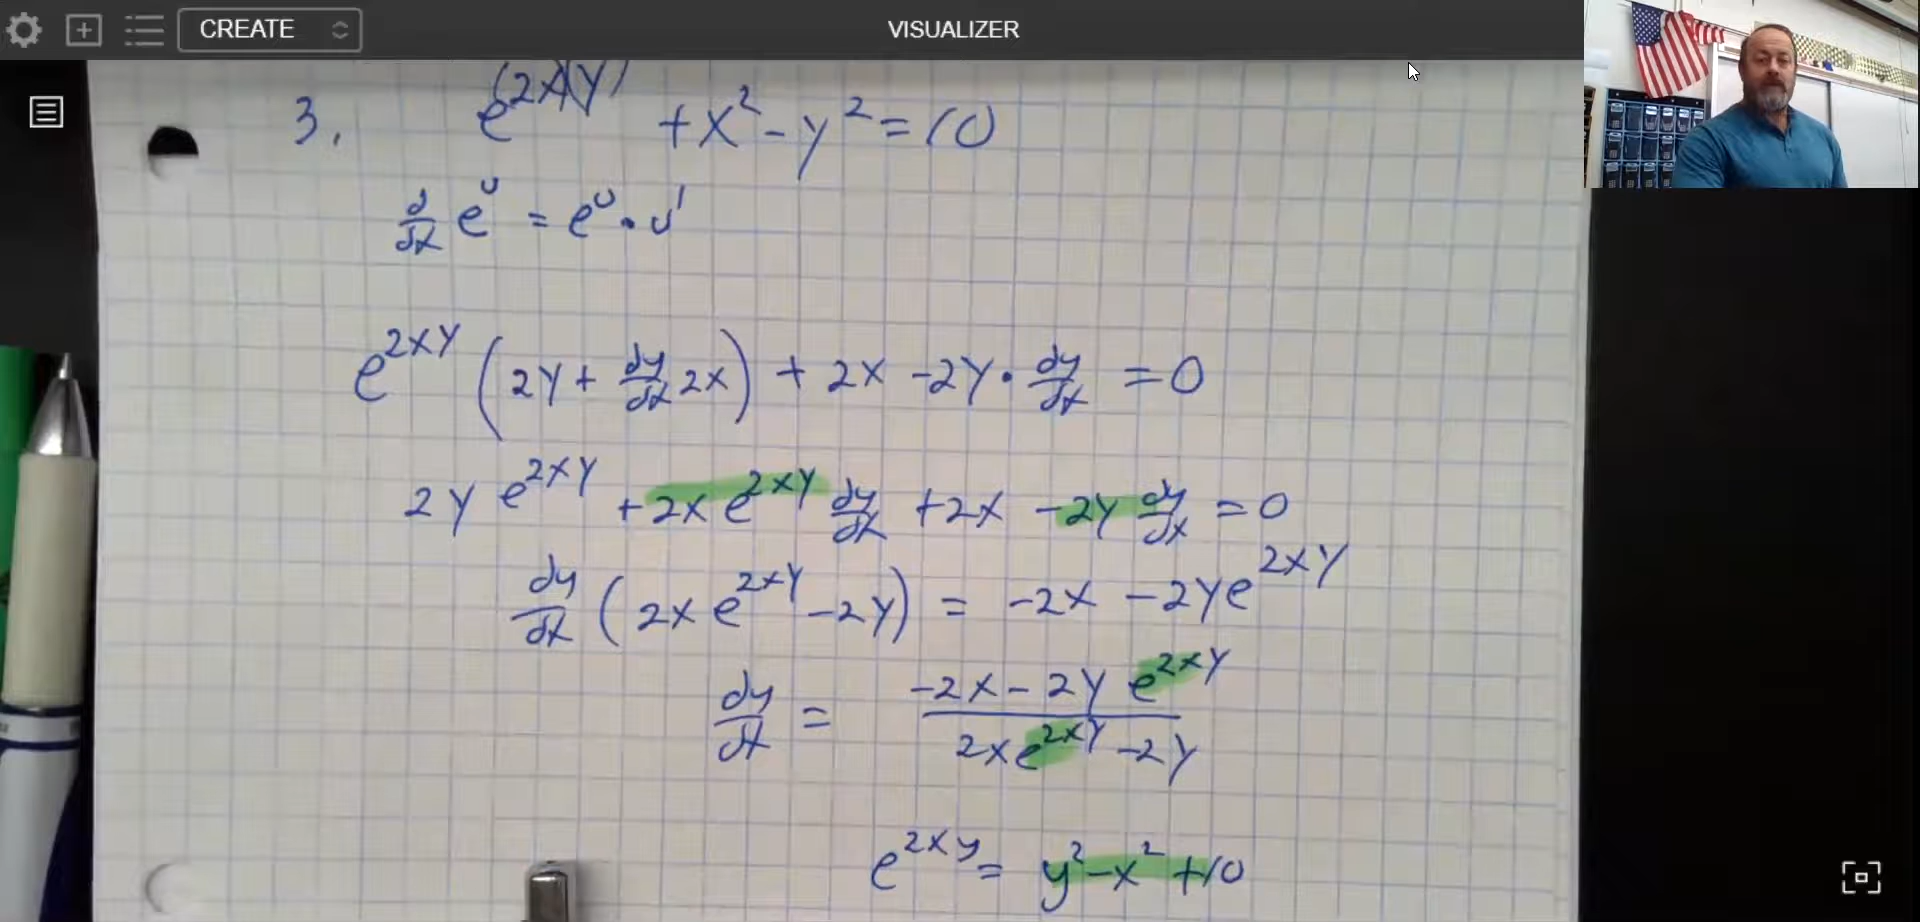 CREATE
VISUALIZER
3. e^(2x)(y) + x² - y² = 10
d/dx e^u = e^u • u'
e^2xy (2y + dy/dx 2x) + 2x - 2y • dy/dx = 0
2y e^2xy + 2x e^2xy dy/dx + 2x - 2y dy/dx = 0
dy/dx (2x e^2xy - 2y) = -2x - 2ye^2xy
dy/dx = (-2x - 2y e^2xy) / (2xe^2xy - 2y)
e^2xy = y² - x² + 10